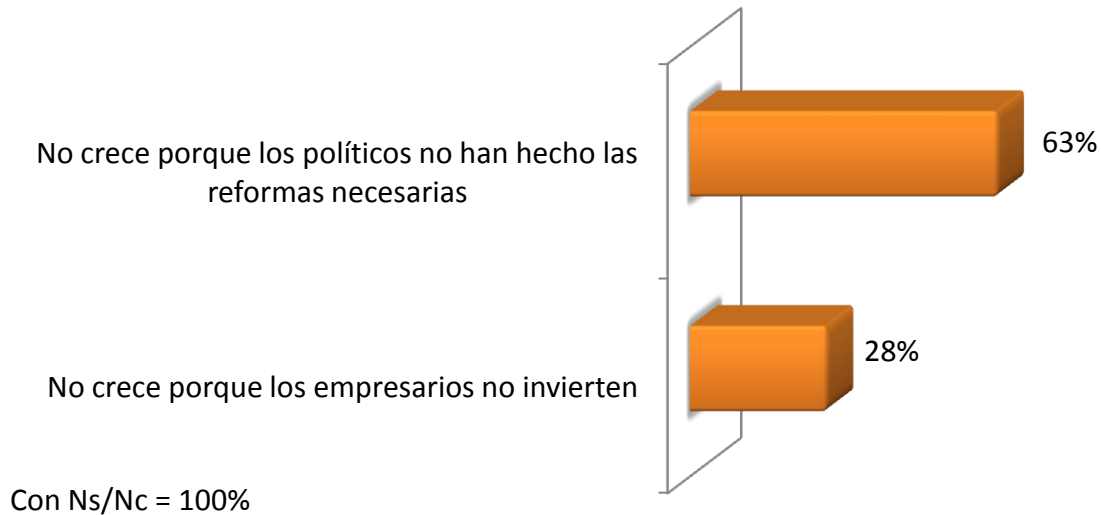 No crece porque los políticos no han hecho las
reformas necesarias
63%
No crece porque los empresarios no invierten
28%
Con Ns/Nc = 100%